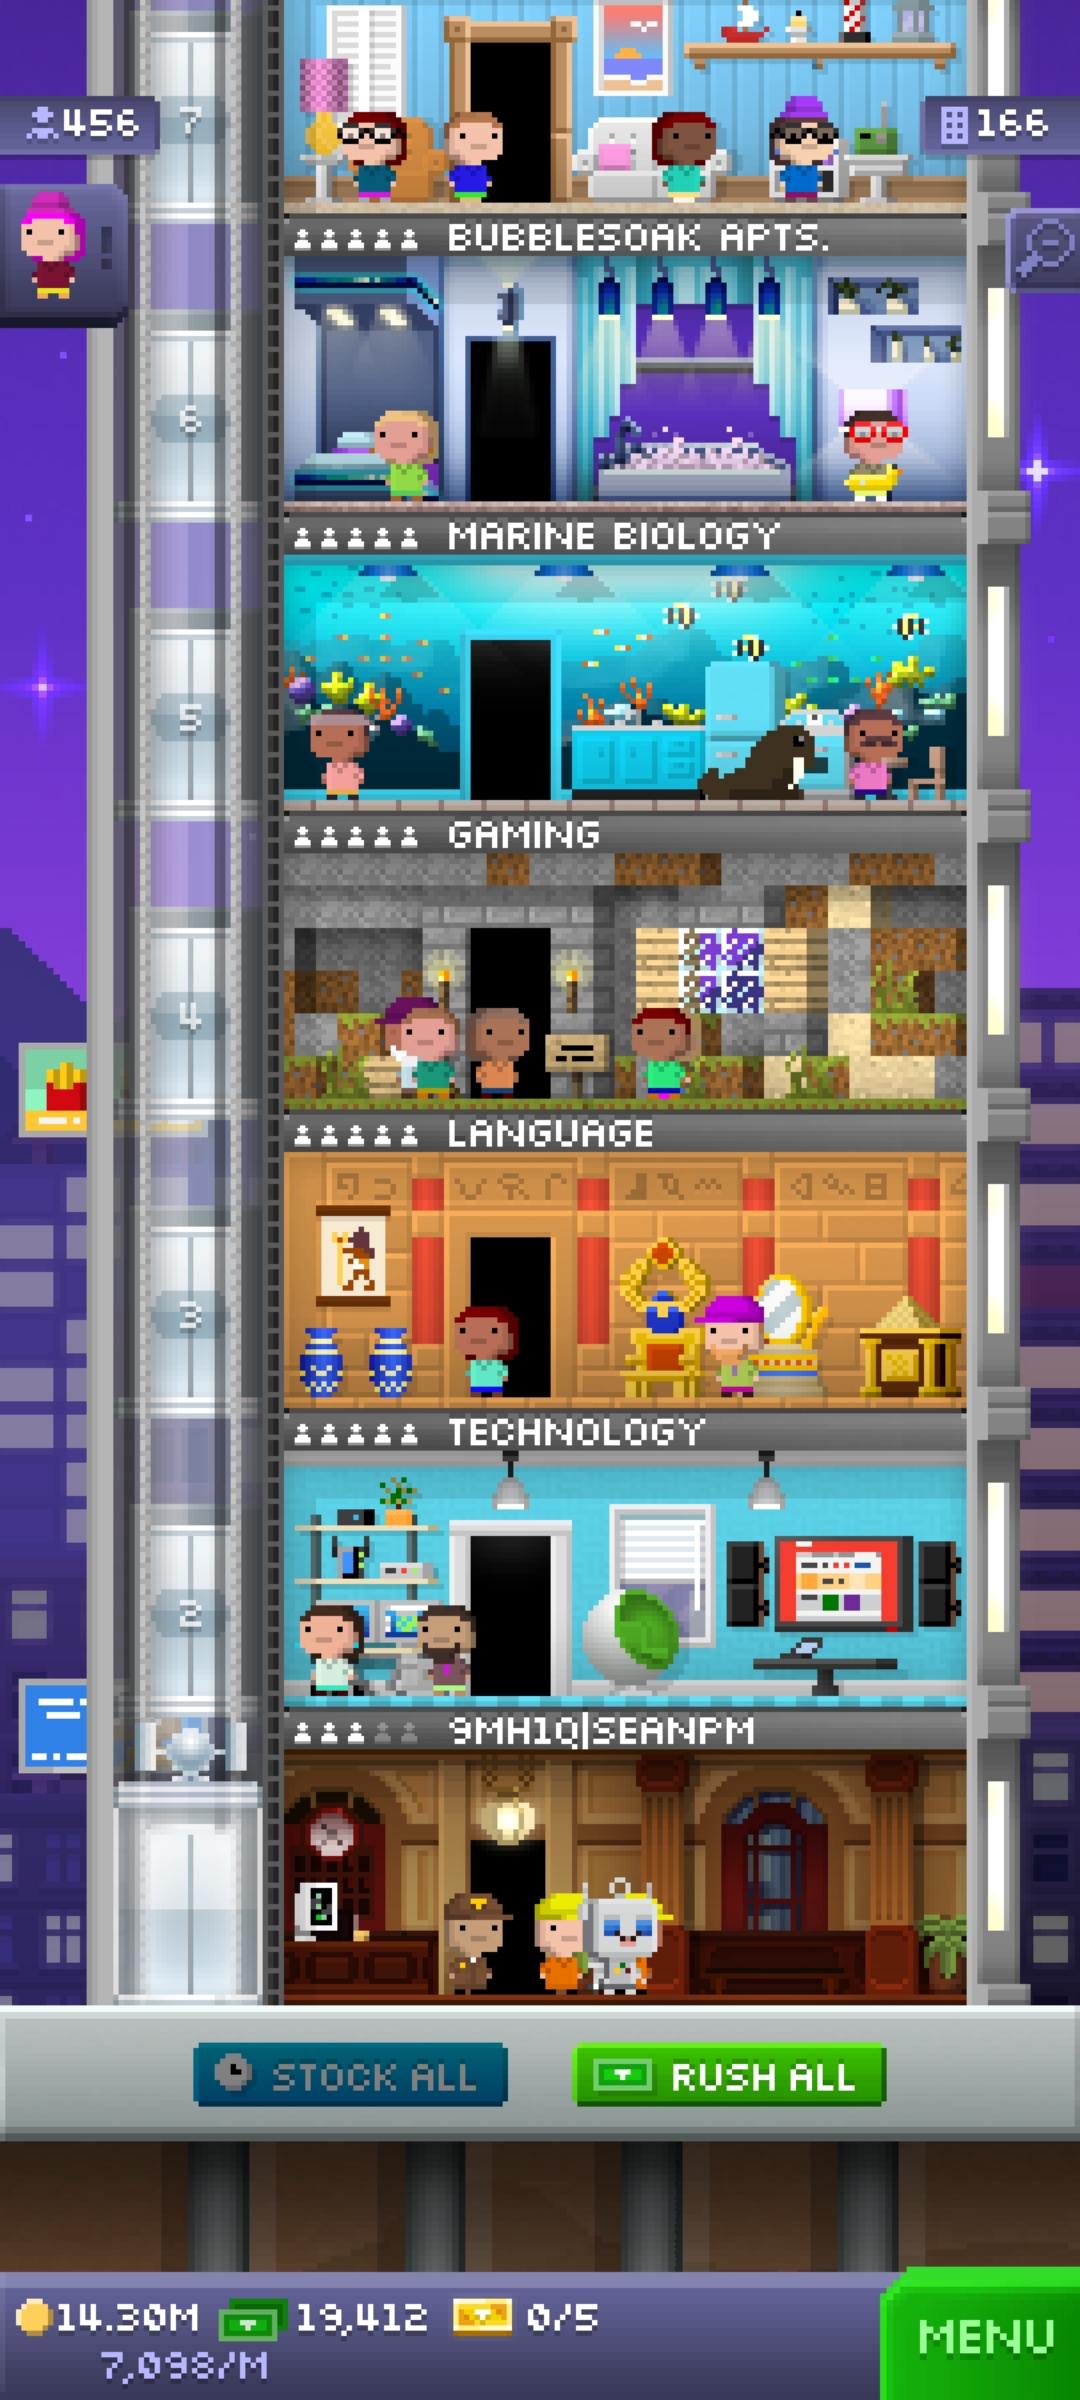 7
456
166
!
BUBBLESOAK APTS.
6
MARINE BIOLOGY
5
GAMING
4
LANGUAGE
3
TECHNOLOGY
2
9MH1Q|SEANPM
STOCK ALL
RUSH ALL
14.30M
19,412
0/5
7,098/M
MENU